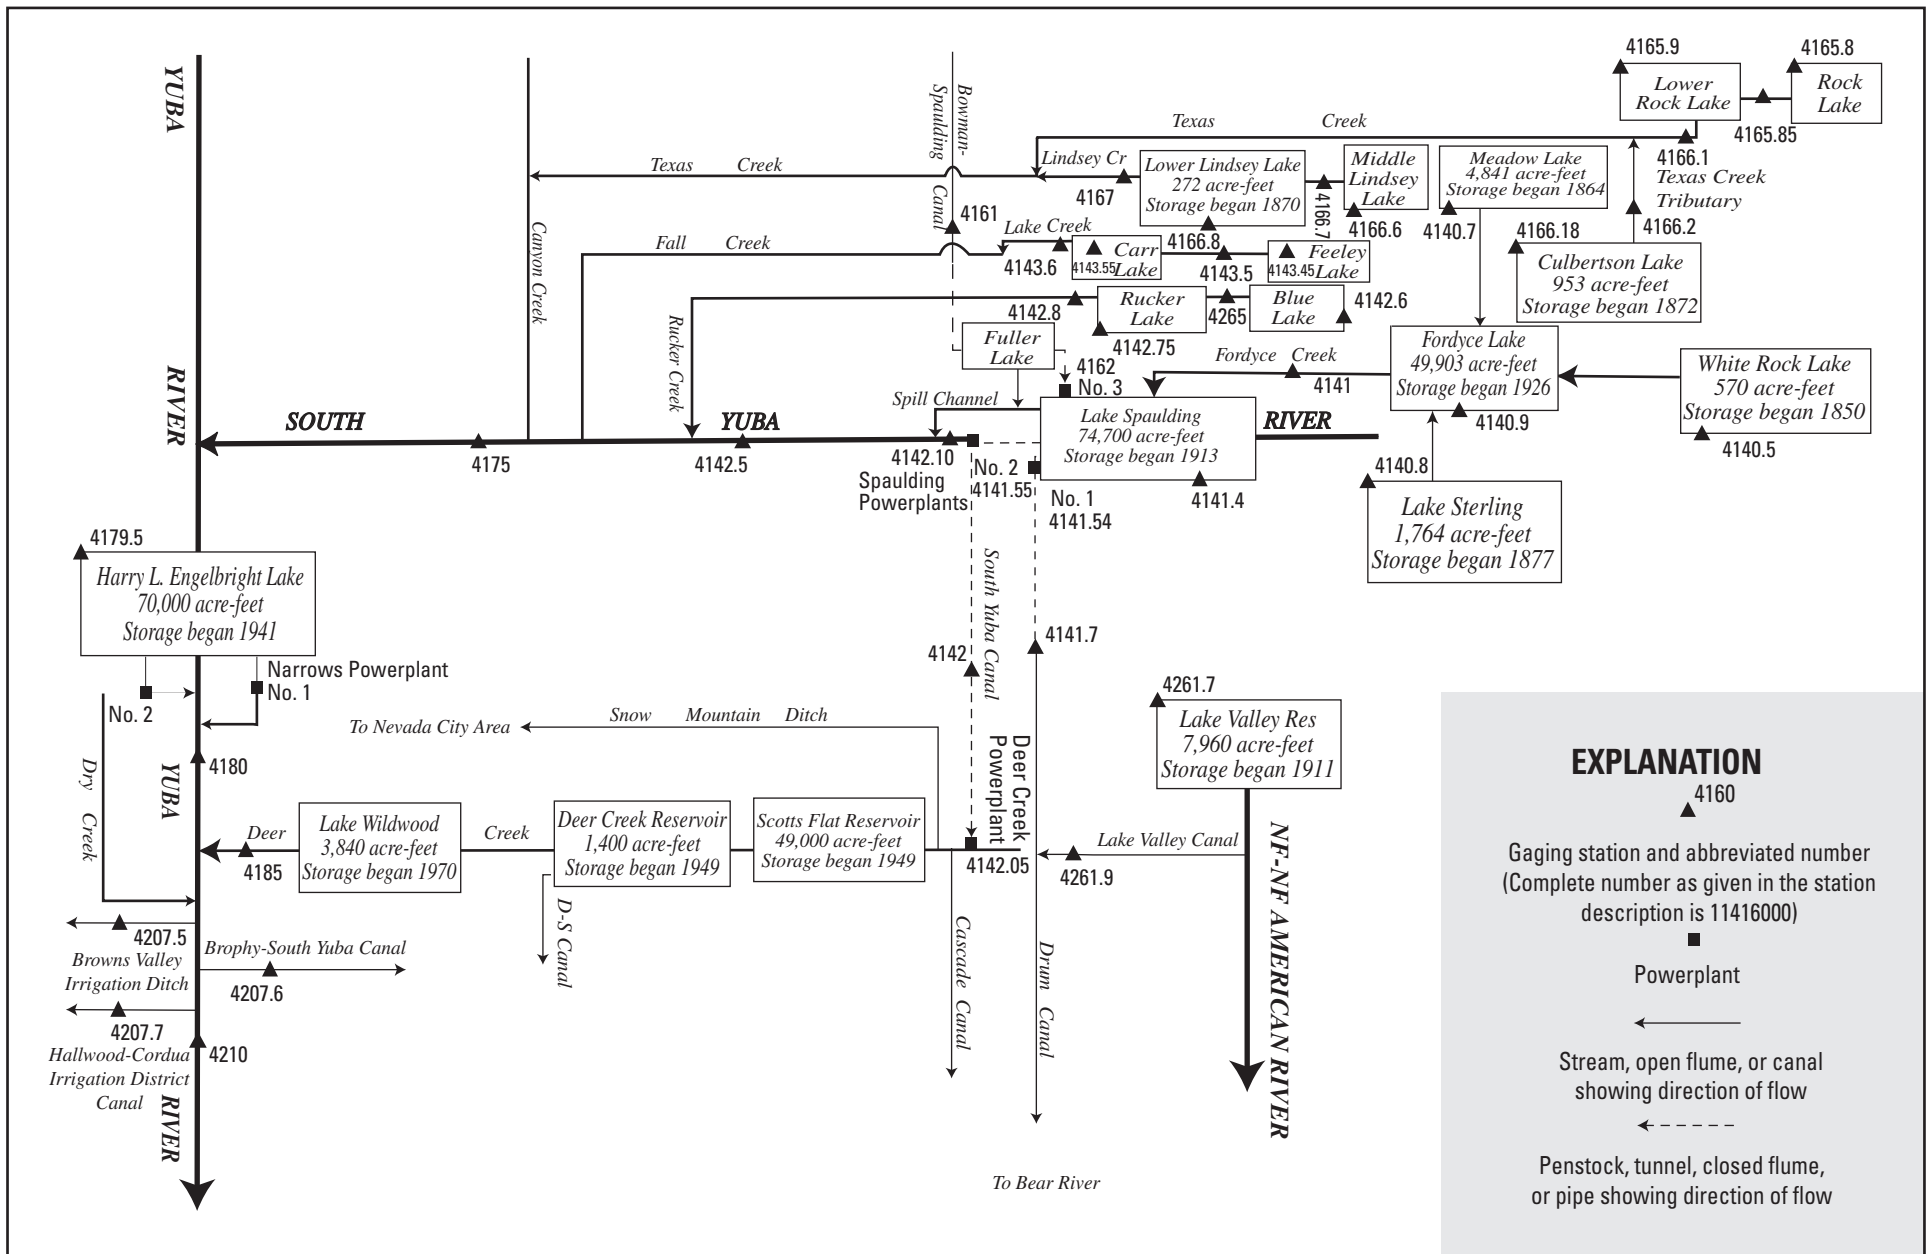 YUBA
RIVER
SOUTH
YUBA
RIVER
Canyon Creek
Bowman-
Spaulding
Canal
4161
Texas Creek
Texas Creek
Lindsey Cr
4167
Lower Lindsey Lake
272 acre-feet
Storage began 1870
4166.8
4166.7
Middle
Lindsey
Lake
4166.6
4165.9
Lower
Rock Lake
4165.8
Rock
Lake
4165.85
4166.1
Texas Creek
Tributary
4166.2
Meadow Lake
4,841 acre-feet
Storage began 1864
4140.7
4166.18
Culbertson Lake
953 acre-feet
Storage began 1872
Fall Creek
Lake Creek
4143.6
4143.55
Carr
Lake
4143.5
4143.45
Feeley
Lake
Rucker Creek
4142.8
Rucker
Lake
4142.75
4265
Blue
Lake
4142.6
Fuller
Lake
4162
No. 3
Spill Channel
Fordyce Creek
4141
Fordyce Lake
49,903 acre-feet
Storage began 1926
4140.9
White Rock Lake
570 acre-feet
Storage began 1850
4140.5
4140.8
Lake Sterling
1,764 acre-feet
Storage began 1877
Lake Spaulding
74,700 acre-feet
Storage began 1913
4141.4
4175
4142.5
4142.10
Spaulding
Powerplants
No. 2
4141.55
No. 1
4141.54
South Yuba Canal
4142
4141.7
4179.5
Harry L. Engelbright Lake
70,000 acre-feet
Storage began 1941
Narrows Powerplant
No. 1
No. 2
Dry Creek
4180
YUBA
To Nevada City Area
Snow Mountain Ditch
Deer Creek
Powerplant
4142.05
4261.7
Lake Valley Res
7,960 acre-feet
Storage began 1911
Lake Valley Canal
4261.9
NF-NF AMERICAN RIVER
Deer Creek
4185
Lake Wildwood
3,840 acre-feet
Storage began 1970
Deer Creek Reservoir
1,400 acre-feet
Storage began 1949
Scotts Flat Reservoir
49,000 acre-feet
Storage began 1949
D-S Canal
Cascade Canal
Drum Canal
4207.5
Browns Valley
Irrigation Ditch
Brophy-South Yuba Canal
4207.6
4207.7
Hallwood-Cordua
Irrigation District
Canal
4210
RIVER
To Bear River
EXPLANATION
4160
Gaging station and abbreviated number
(Complete number as given in the station
description is 11416000)
Powerplant
Stream, open flume, or canal
showing direction of flow
Penstock, tunnel, closed flume,
or pipe showing direction of flow